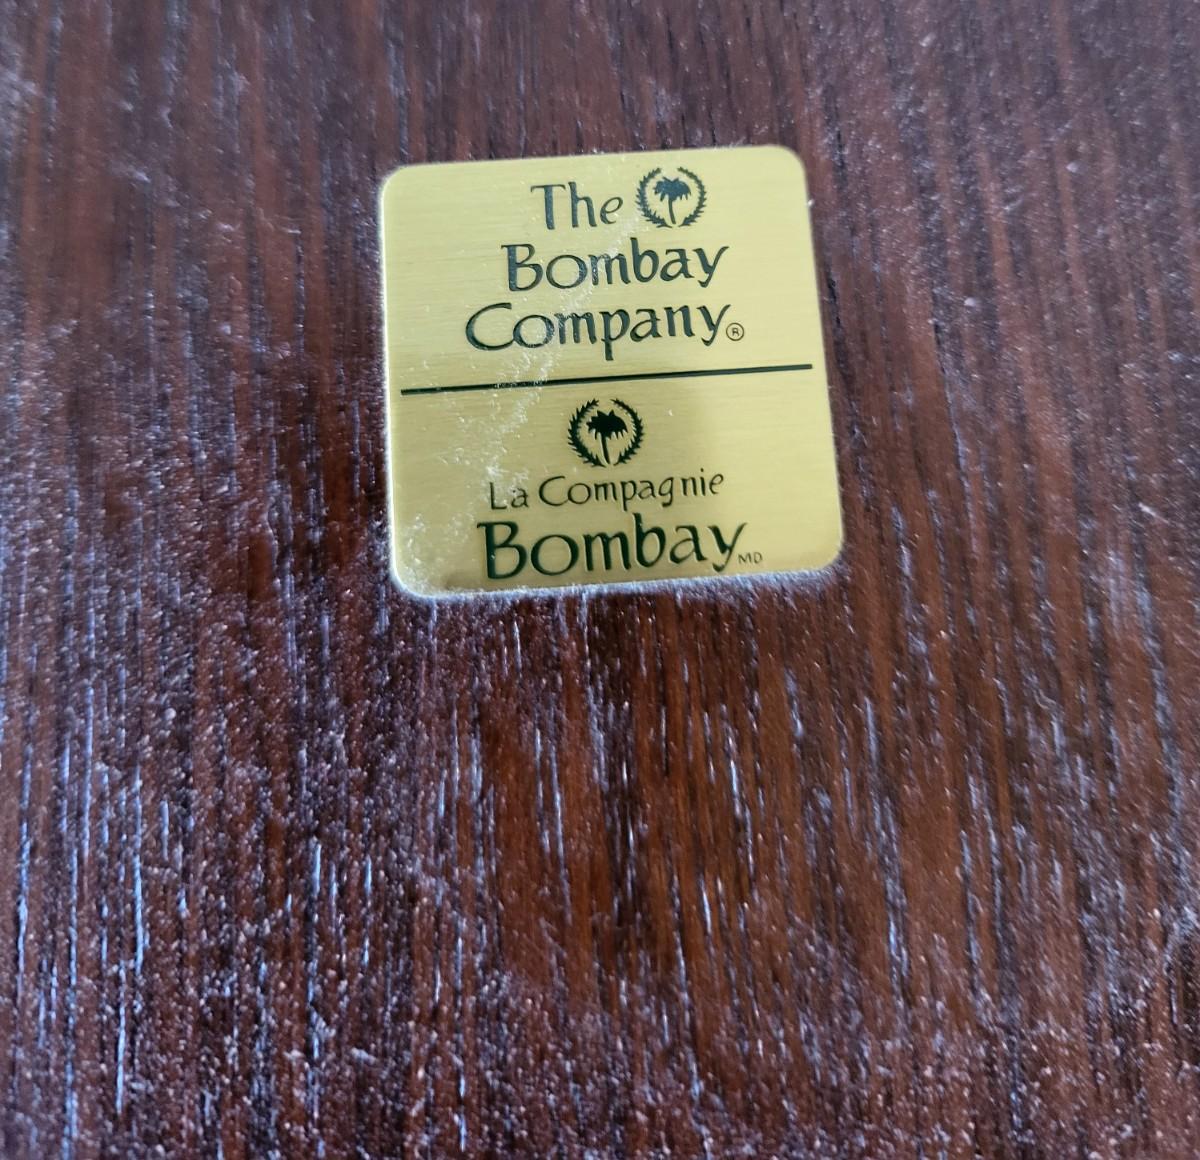 The
Bombay
Company®
La Compagnie
Bombay MD